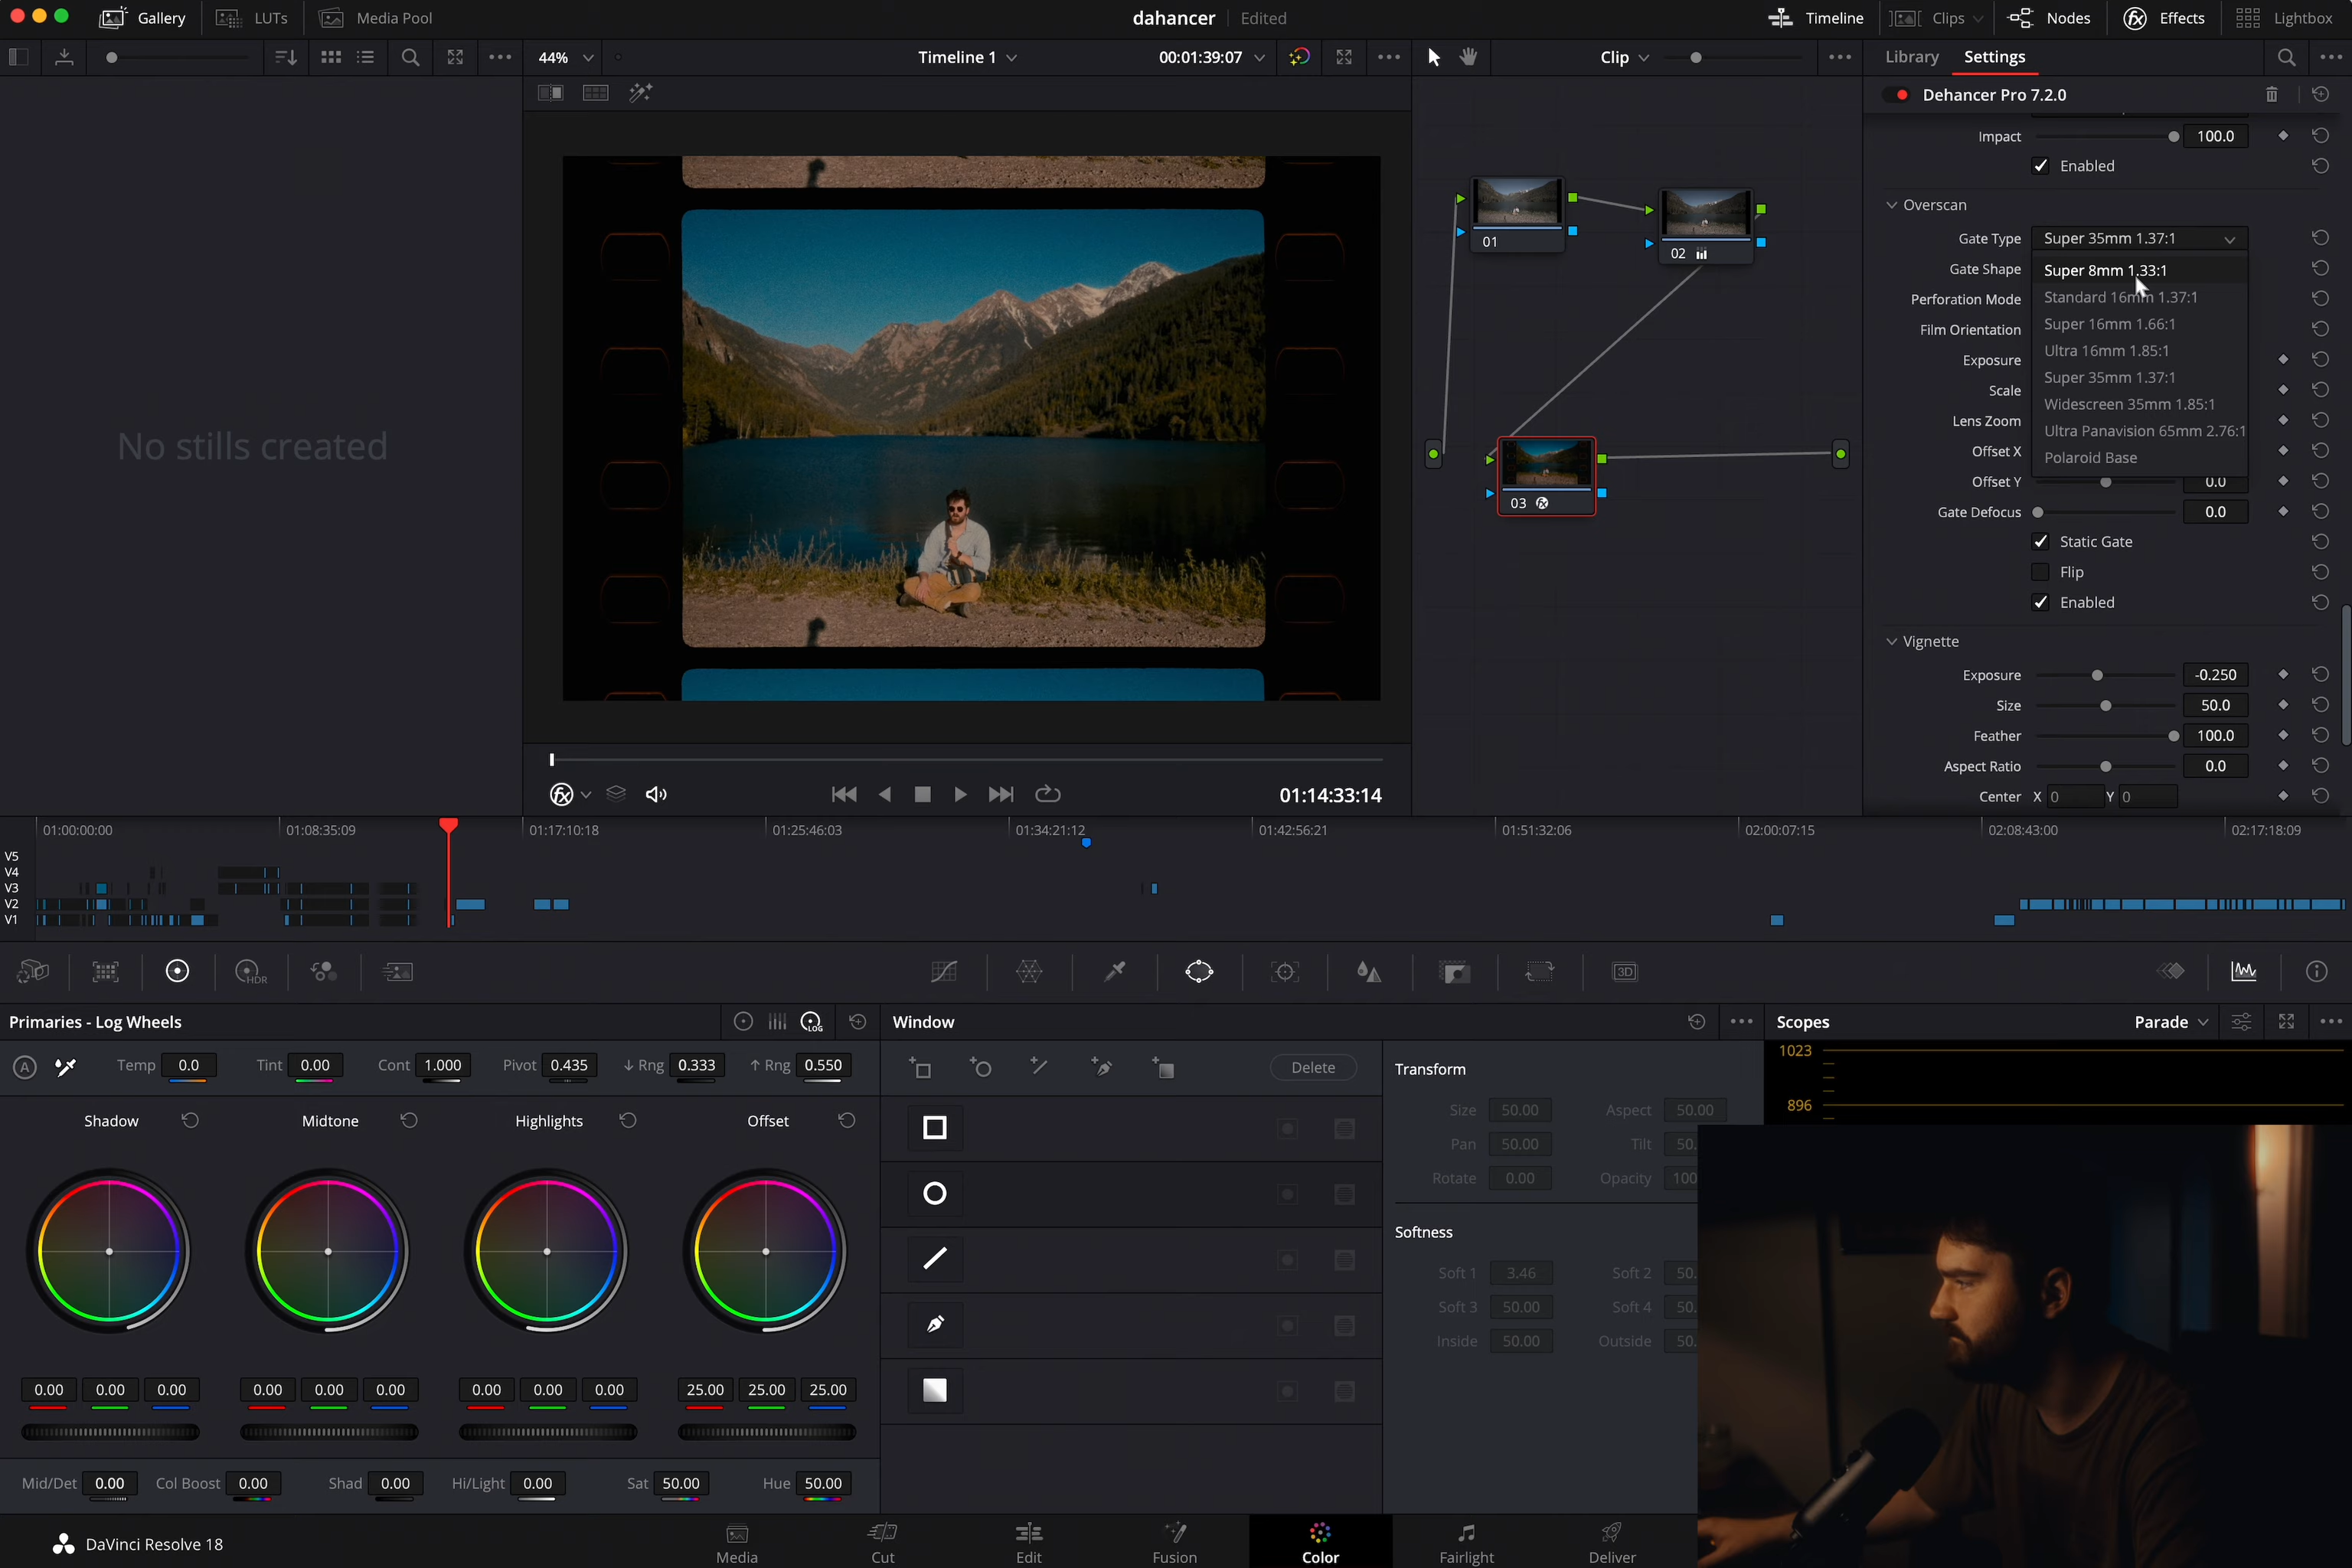 Gallery LUTs Media Pool dahancer Edited Timeline Clips Nodes Effects Lightbox
44% Timeline 1 00:01:39:07 Clip Library Settings
Dehancer Pro 7.2.0
Impact 100.0
Enabled
Overscan
Gate Type Super 35mm 1.37:1
Gate Shape Super 8mm 1.33:1
Perforation Mode Standard 16mm 1.37:1
Film Orientation Super 16mm 1.66:1
Exposure Ultra 16mm 1.85:1
Scale Super 35mm 1.37:1
Lens Zoom Widescreen 35mm 1.85:1
Offset X Ultra Panavision 65mm 2.76:1
Polaroid Base
Offset Y 0.0
Gate Defocus 0.0
Static Gate
Flip
Enabled
Vignette
Exposure -0.250
Size 50.0
Feather 100.0
Aspect Ratio 0.0
Center X 0 Y 0
No stills created
01
02
03
01:14:33:14
01:00:00:00 01:08:35:09 01:17:10:18 01:25:46:03 01:34:21:12 01:42:56:21 01:51:32:06 02:00:07:15 02:08:43:00 02:17:18:09
V5
V4
V3
V2
V1
HDR 3D
Primaries - Log Wheels LOG
A Temp 0.0 Tint 0.00 Cont 1.000 Pivot 0.435 ↓ Rng 0.333 ↑ Rng 0.550
Shadow Midtone Highlights Offset
0.00 0.00 0.00 0.00 0.00 0.00 0.00 0.00 0.00 25.00 25.00 25.00
Mid/Det 0.00 Col Boost 0.00 Shad 0.00 Hi/Light 0.00 Sat 50.00 Hue 50.00
Window
Delete
Transform
Size 50.00 Aspect 50.00
Pan 50.00 Tilt 50.
Rotate 0.00 Opacity 100
Softness
Soft 1 3.46 Soft 2 50.
Soft 3 50.00 Soft 4 50.
Inside 50.00 Outside 50.
Scopes Parade
1023
896
DaVinci Resolve 18 Media Cut Edit Fusion Color Fairlight Deliver